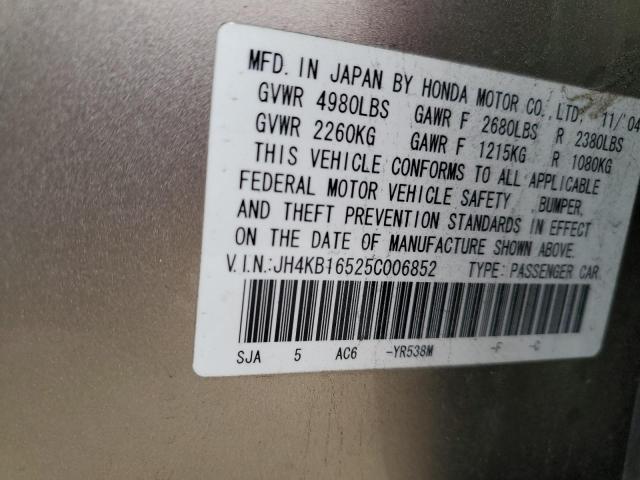 MFD. IN JAPAN BY HONDA MOTOR CO.,LTD. 11/'04
GVWR 4980LBS GAWR F 2680LBS R 2380LBS
GVWR 2260KG GAWR F 1215KG R 1080KG
THIS VEHICLE CONFORMS TO ALL APPLICABLE
FEDERAL MOTOR VEHICLE SAFETY , BUMPER,
AND THEFT PREVENTION STANDARDS IN EFFECT
ON THE DATE OF MANUFACTURE SHOWN ABOVE.
V.I.N.:JH4KB16525C006852 TYPE: PASSENGER CAR
SJA 5 AC6 -YR538M -F -C